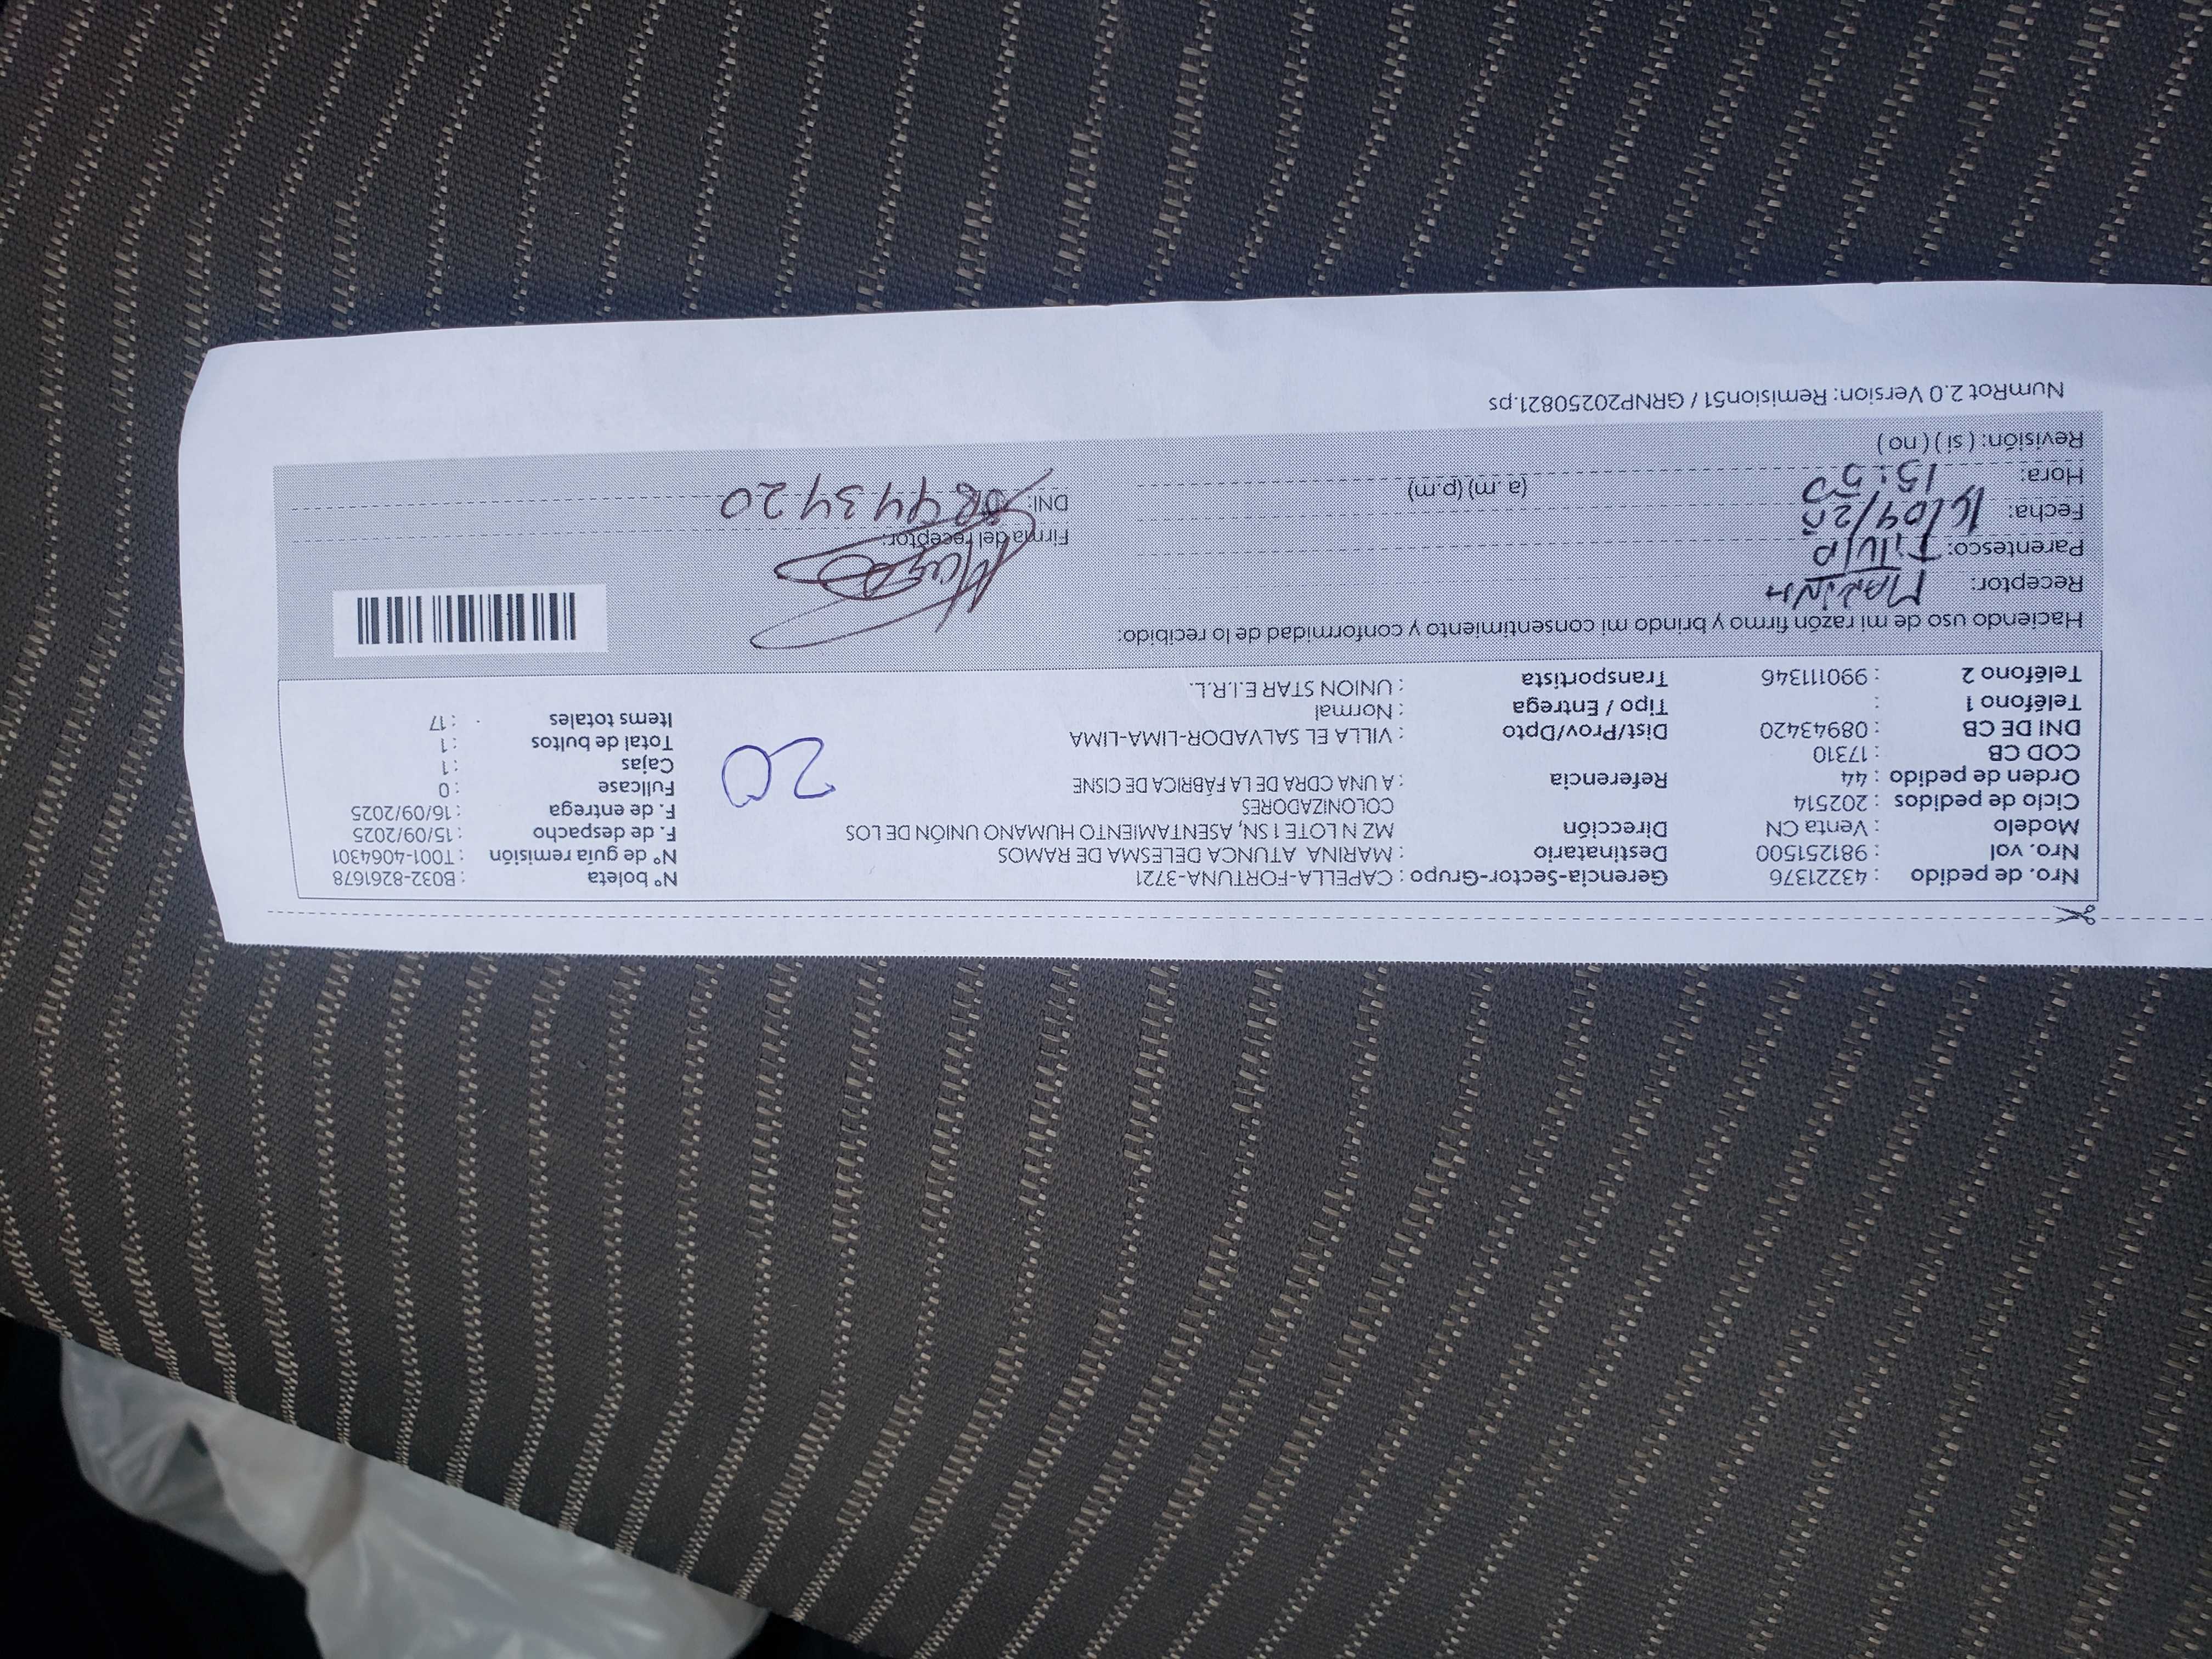 Nro. de pedido : 43221376 Gerencia-Sector-Grupo : CAPELLA-FORTUNA-3721 N° boleta : B032-8261678
Nro. vol : 981251500 Destinatario : MARINA ATUNCA DELESMA DE RAMOS N° de guía remisión : T001-4064301
Modelo : Venta CN Dirección MZ N LOTE 1 SN, ASENTAMIENTO HUMANO UNIÓN DE LOS F. de despacho : 15/09/2025
Ciclo de pedidos : 202514 COLONIZADORES F. de entrega : 16/09/2025
Orden de pedido : 44 Referencia : A UNA CDRA DE LA FÁBRICA DE CISNE Fullcase : 0
COD CB : 17310 Cajas : 1
20
DNI DE CB : 08943420 Dist/Prov/Dpto : VILLA EL SALVADOR-LIMA-LIMA Total de bultos : 1
Teléfono 1 : Tipo / Entrega : Normal Items totales : 17
Teléfono 2 : 990111346 Transportista : UNION STAR E.I.R.L.
Haciendo uso de mi razón firmo y brindo mi consentimiento y conformidad de lo recibido:
Receptor: MARINA
Parentesco: Firma del receptor:
Fecha: DNI:
Hora: 15:50 (a.m) (p.m)
Revisión: ( si ) ( no )
NumRot 2.0 Version: Remision51 / GRNP20250821.ps